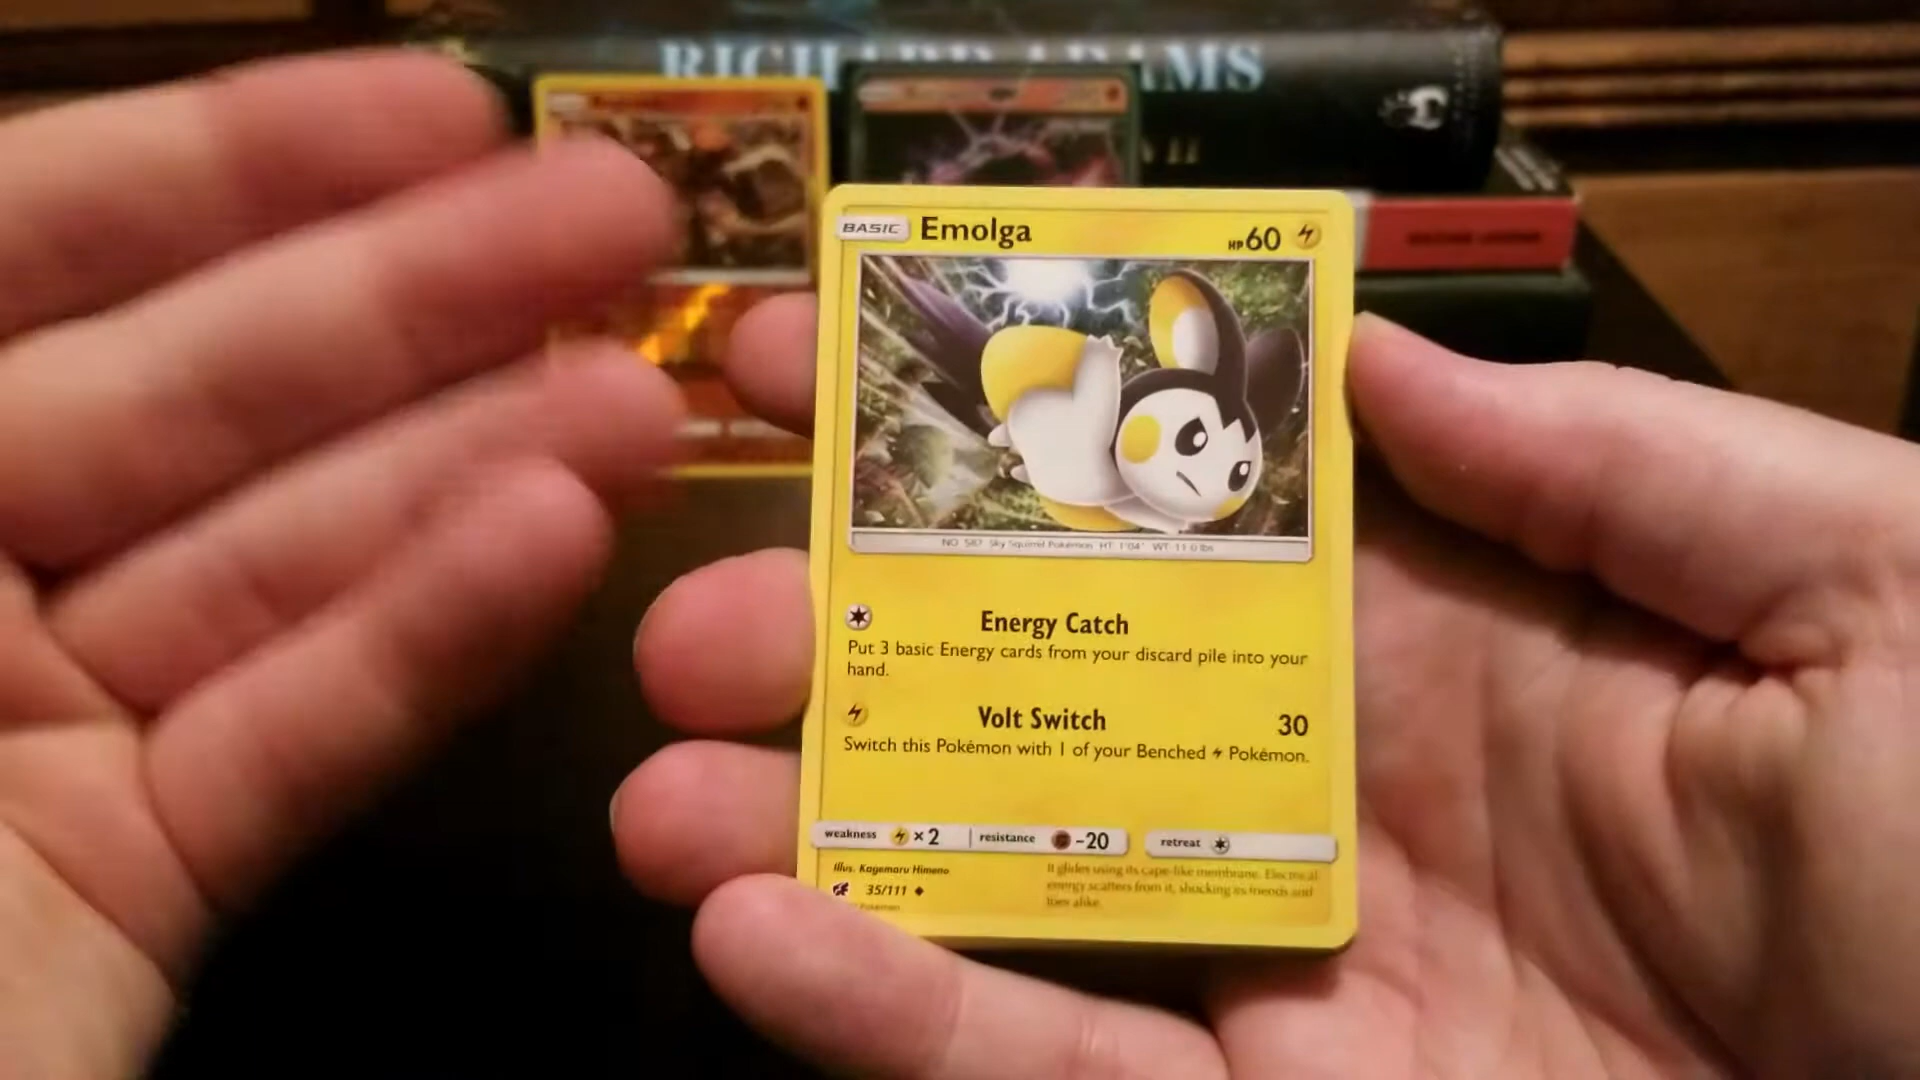 RICHARD ADAMS
BASIC Emolga HP 60
NO. 587 Sky Squirrel Pokémon HT: 1'04" WT: 11.0 lbs
Energy Catch
Put 3 basic Energy cards from your discard pile into your
hand.
Volt Switch 30
Switch this Pokémon with 1 of your Benched Pokémon.
weakness ×2 resistance -20 retreat
Illus. Kagemaru Himeno
35/111
Pokémon
It glides using its cape-like membrane. Electrical
energy scatters from it, shocking its friends and
foes alike.